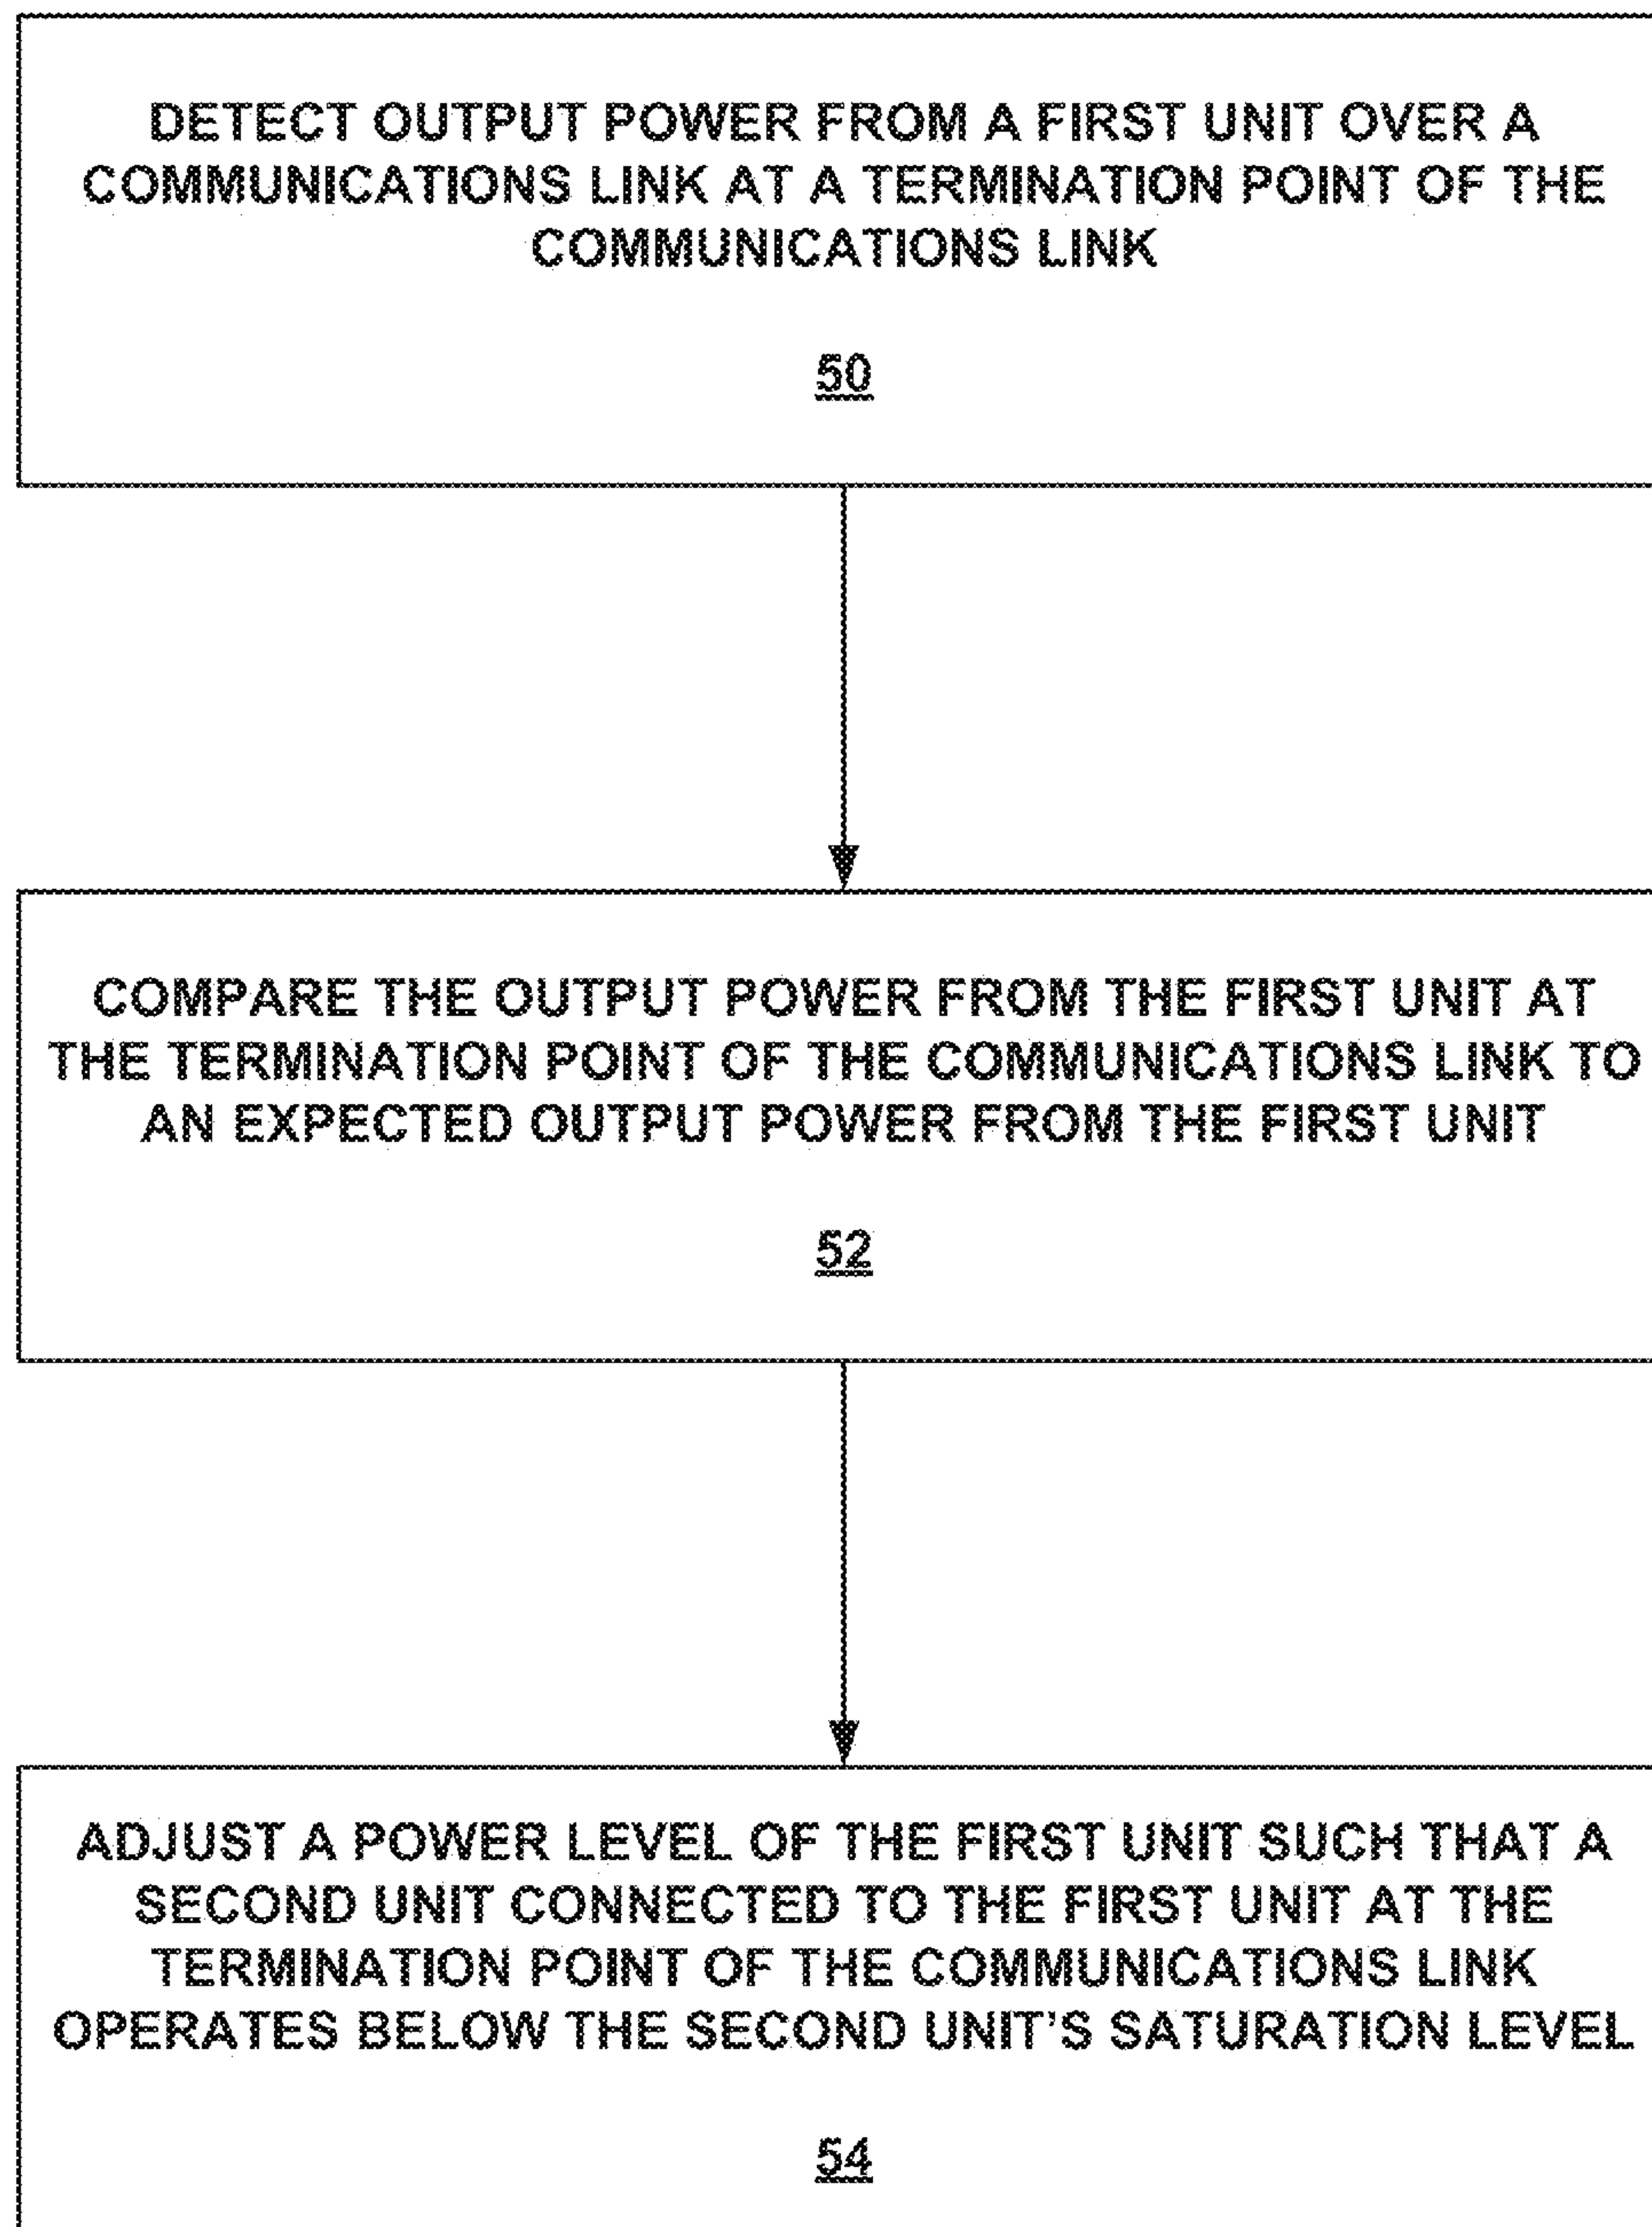 DETECT OUTPUT POWER FROM A FIRST UNIT OVER A
COMMUNICATIONS LINK AT A TERMINATION POINT OF THE
COMMUNICATIONS LINK
50
COMPARE THE OUTPUT POWER FROM THE FIRST UNIT AT
THE TERMINATION POINT OF THE COMMUNICATIONS LINK TO
AN EXPECTED OUTPUT POWER FROM THE FIRST UNIT
52
ADJUST A POWER LEVEL OF THE FIRST UNIT SUCH THAT A
SECOND UNIT CONNECTED TO THE FIRST UNIT AT THE
TERMINATION POINT OF THE COMMUNICATIONS LINK
OPERATES BELOW THE SECOND UNIT'S SATURATION LEVEL
54